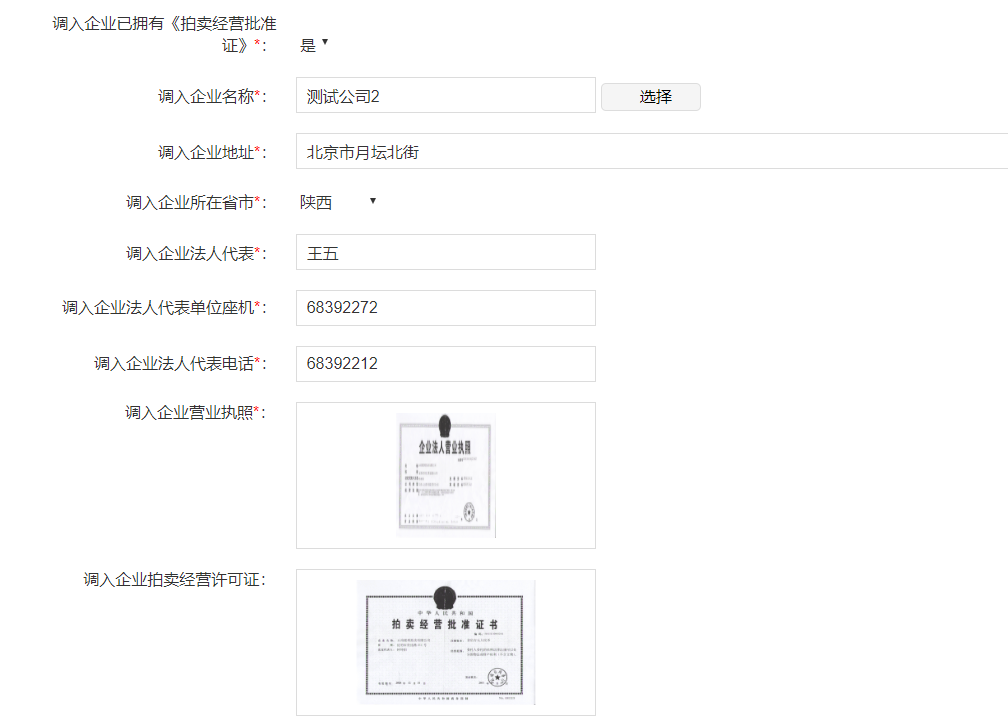 调入企业已拥有《拍卖经营批准
证》*： 是
调入企业名称*： 测试公司2 选择
调入企业地址*： 北京市月坛北街
调入企业所在省市*： 陕西
调入企业法人代表*： 王五
调入企业法人代表单位座机*： 68392272
调入企业法人代表电话*： 68392212
调入企业营业执照*：
企业法人营业执照
调入企业拍卖经营许可证：
中华人民共和国
拍卖经营批准证书